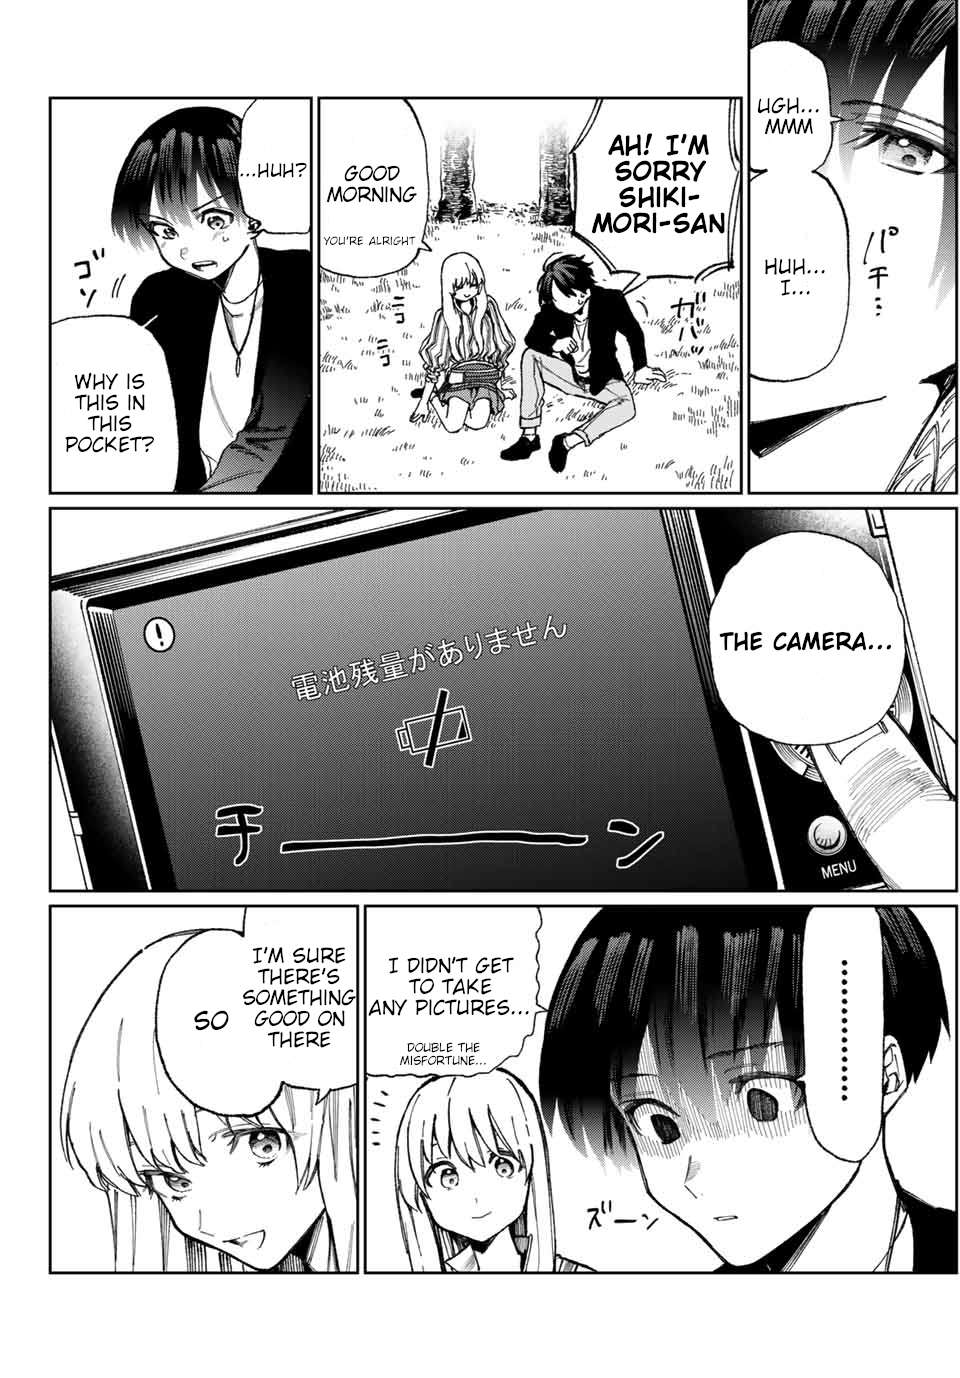 UGH...
MMM
HUH...
I...
パチ…
AH! I'M
SORRY
SHIKI-
MORI-SAN
ガバッ
GOOD
MORNING
YOU'RE ALRIGHT
ニコニコ
...HUH?
ゴソ
WHY IS
THIS IN
THIS
POCKET?
THE CAMERA...
!
電池残量がありません
チーン
MENU
............
ズーン
I DIDN'T GET
TO TAKE
ANY PICTURES...
DOUBLE THE
MISFORTUNE...
I'M SURE
THERE'S
SOMETHING
GOOD ON
THERE
SO